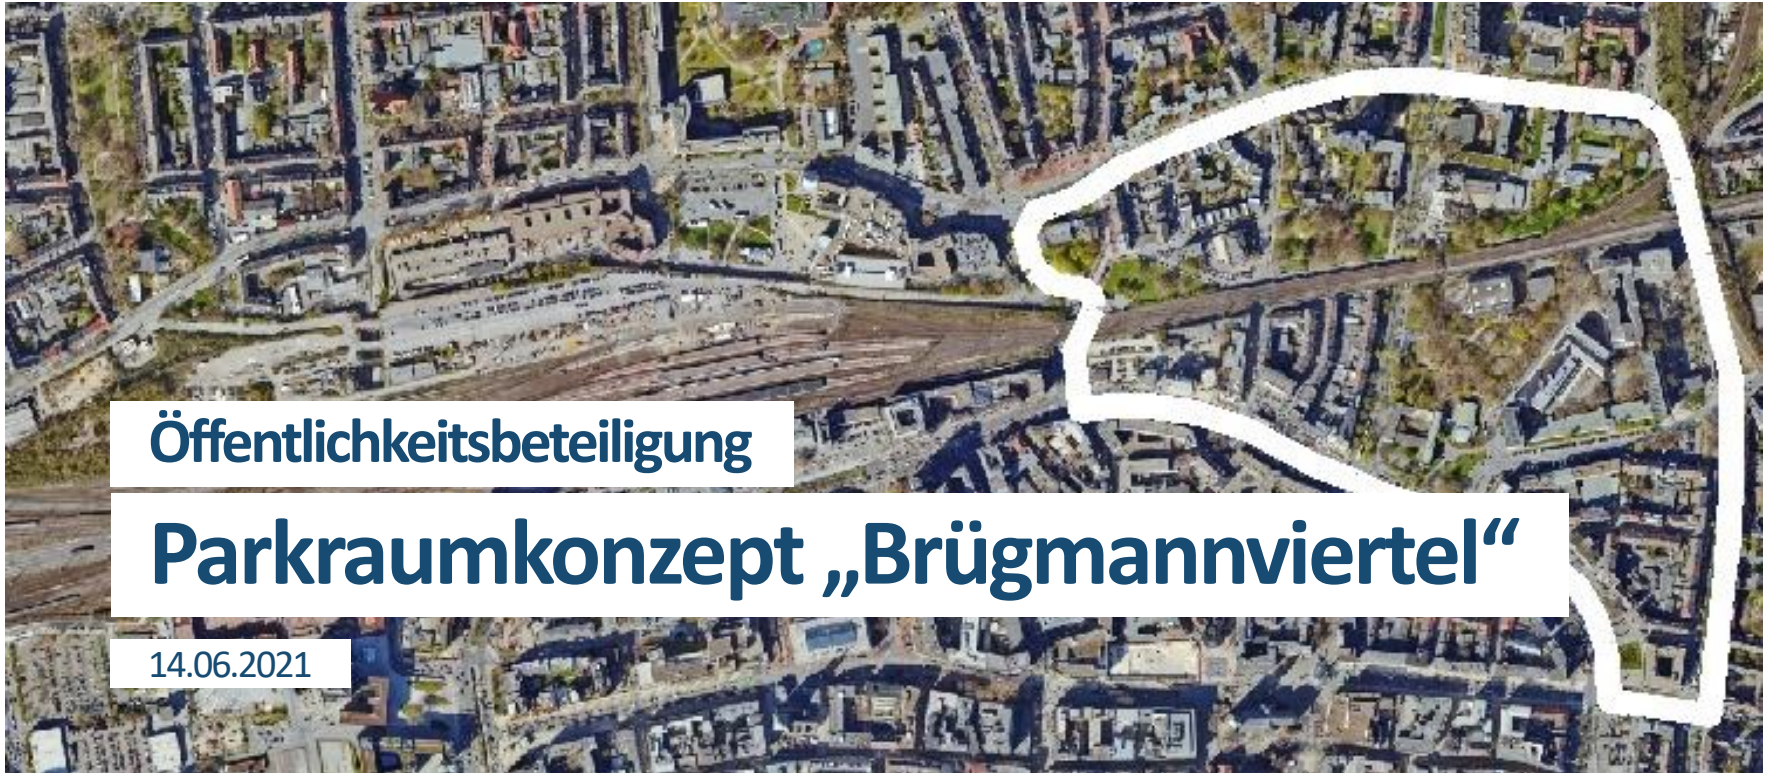 Öffentlichkeitsbeteiligung
Parkraumkonzept „Brügmannviertel“
14.06.2021